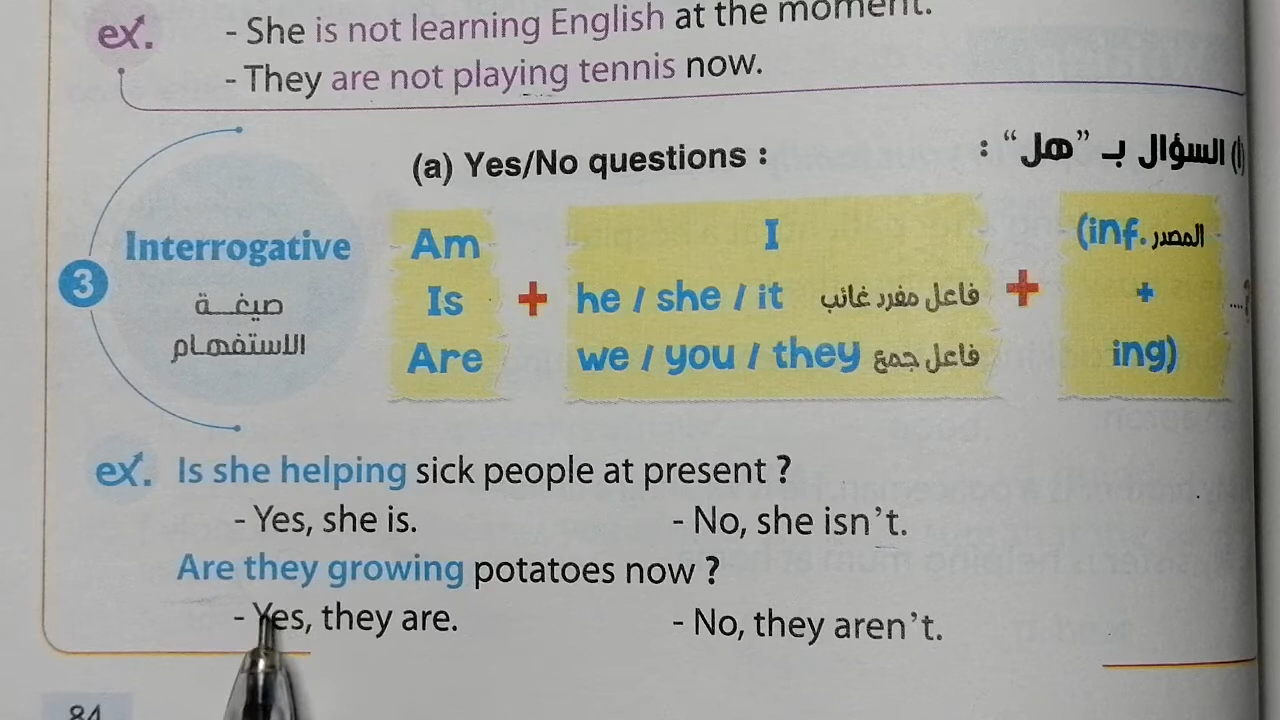 ex. - She is not learning English at the moment.
- They are not playing tennis now.
(a) Yes/No questions : (أ) السؤال بـ "هل" :
3 Interrogative صيغـة الاستفهـام
Am I (inf. المصدر
Is + he / she / it فاعل مفرد غائب + + ....?
Are we / you / they فاعل جمع ing)
ex. Is she helping sick people at present ?
- Yes, she is. - No, she isn't.
Are they growing potatoes now ?
- Yes, they are. - No, they aren't.
84